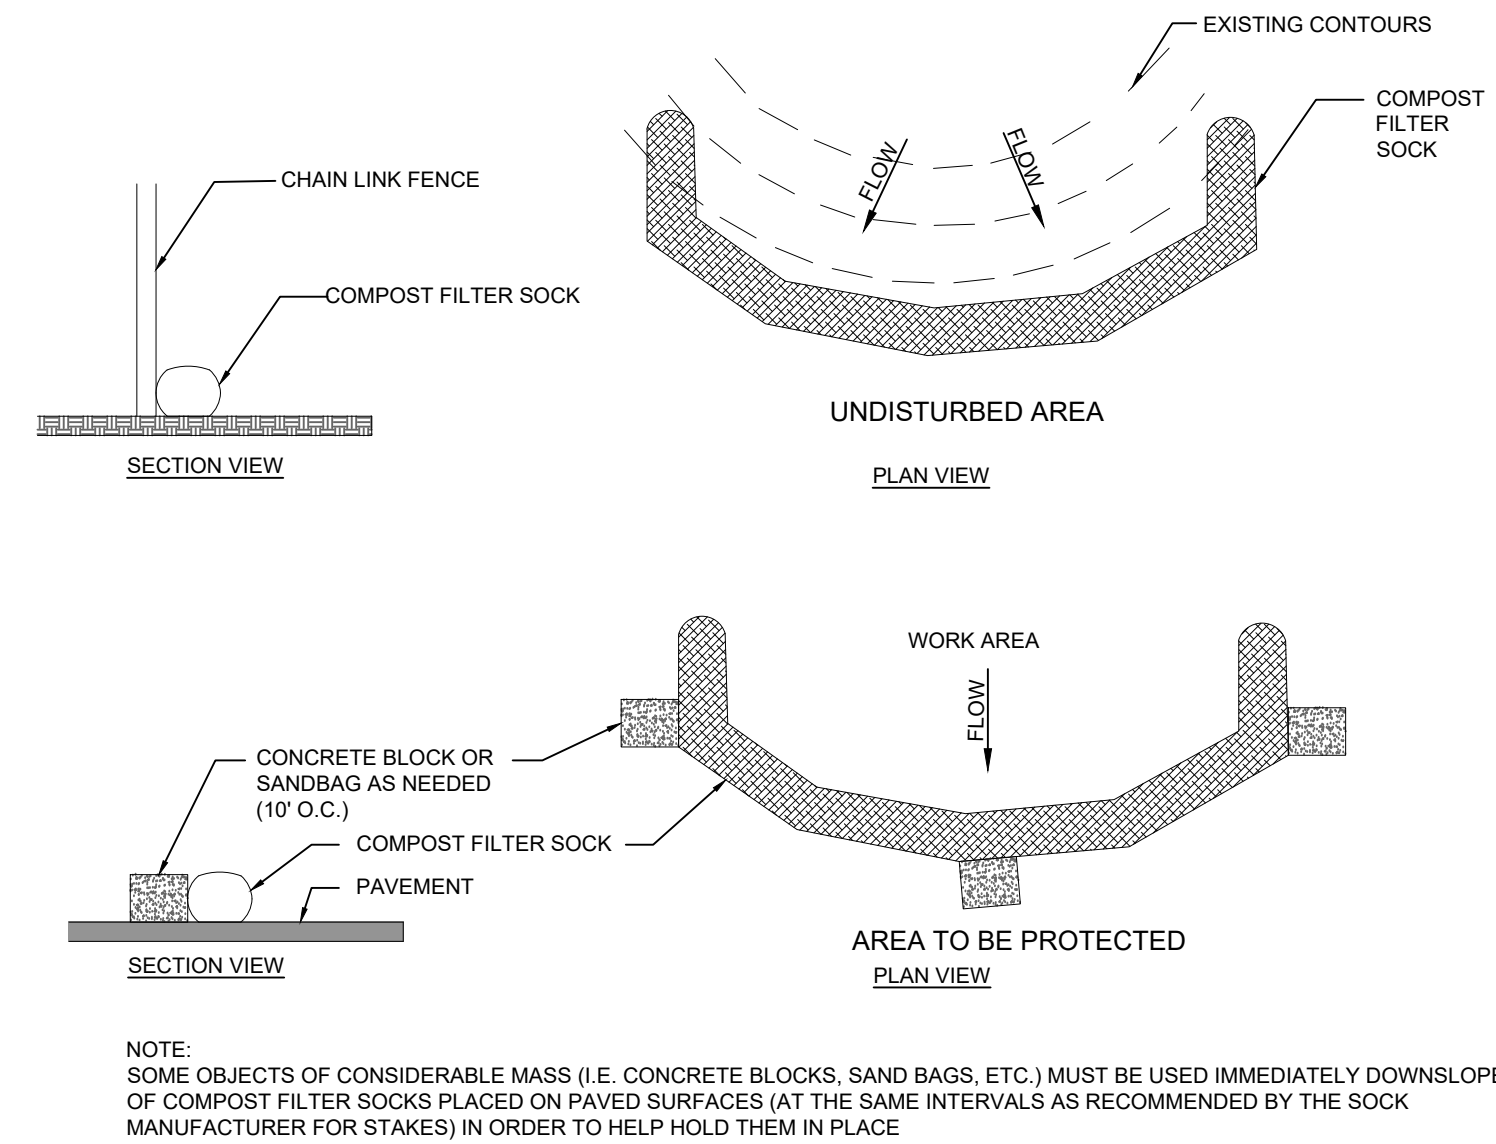 EXISTING CONTOURS
COMPOST
FILTER
SOCK
FLOW
FLOW
CHAIN LINK FENCE
COMPOST FILTER SOCK
UNDISTURBED AREA
SECTION VIEW
PLAN VIEW
WORK AREA
FLOW
CONCRETE BLOCK OR
SANDBAG AS NEEDED
(10' O.C.)
COMPOST FILTER SOCK
PAVEMENT
AREA TO BE PROTECTED
SECTION VIEW
PLAN VIEW
NOTE:
SOME OBJECTS OF CONSIDERABLE MASS (I.E. CONCRETE BLOCKS, SAND BAGS, ETC.) MUST BE USED IMMEDIATELY DOWNSLOPE
OF COMPOST FILTER SOCKS PLACED ON PAVED SURFACES (AT THE SAME INTERVALS AS RECOMMENDED BY THE SOCK
MANUFACTURER FOR STAKES) IN ORDER TO HELP HOLD THEM IN PLACE